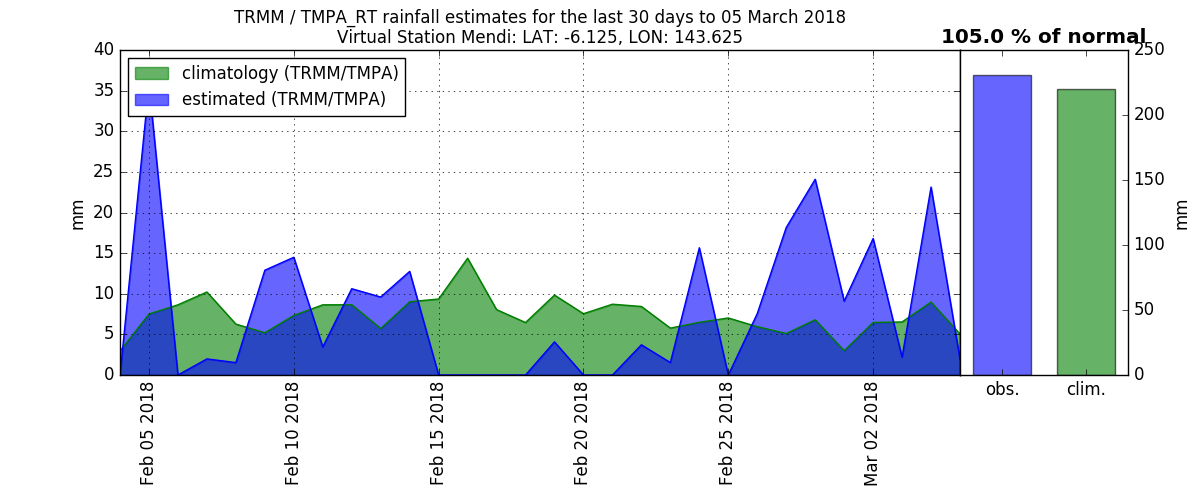 TRMM / TMPA_RT rainfall estimates for the last 30 days to 05 March 2018
Virtual Station Mendi: LAT: -6.125, LON: 143.625
105.0 % of normal
climatology (TRMM/TMPA)
estimated (TRMM/TMPA)
40
35
30
25
20
15
10
5
0
mm
Feb 05 2018
Feb 10 2018
Feb 15 2018
Feb 20 2018
Feb 25 2018
Mar 02 2018
250
200
150
100
50
0
mm
obs.
clim.